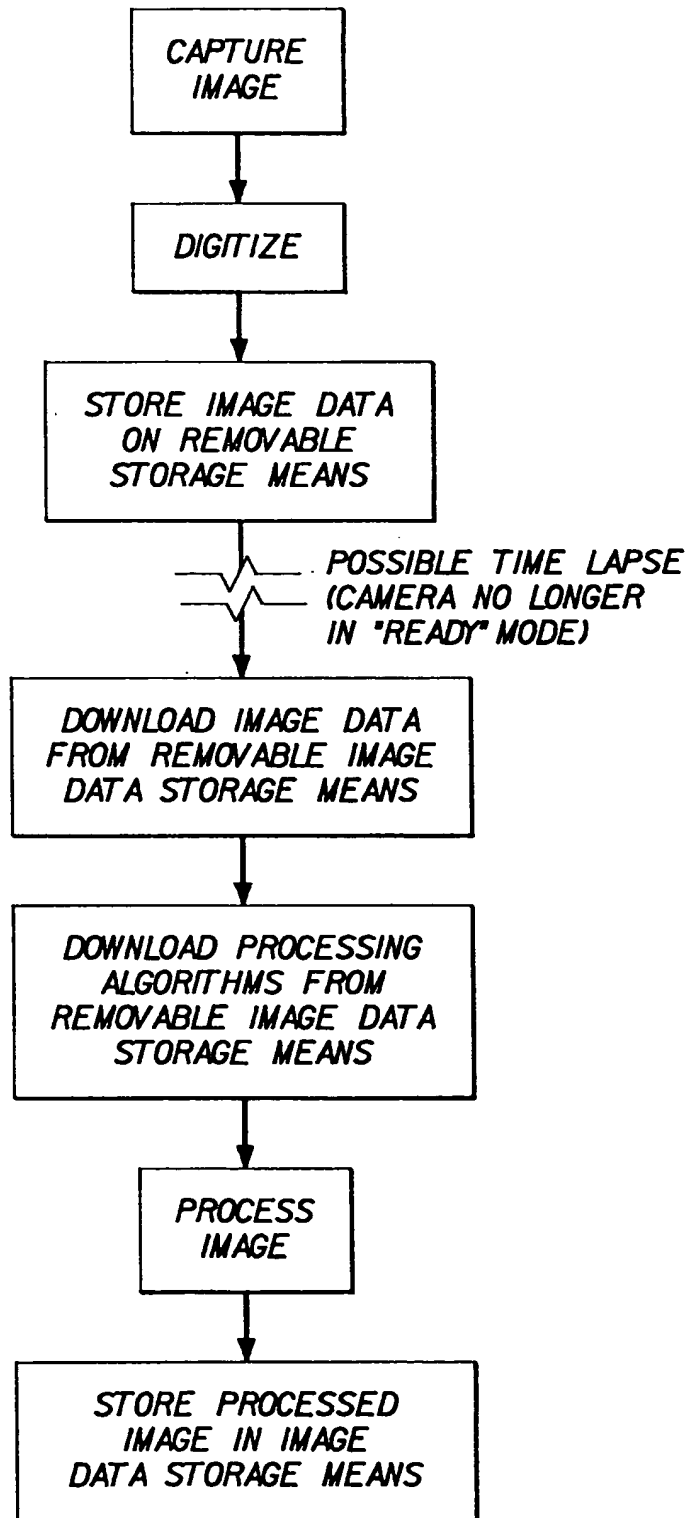 CAPTURE
IMAGE
DIGITIZE
STORE IMAGE DATA
ON REMOVABLE
STORAGE MEANS
POSSIBLE TIME LAPSE
(CAMERA NO LONGER
IN "READY" MODE)
DOWNLOAD IMAGE DATA
FROM REMOVABLE IMAGE
DATA STORAGE MEANS
DOWNLOAD PROCESSING
ALGORITHMS FROM
REMOVABLE IMAGE DATA
STORAGE MEANS
PROCESS
IMAGE
STORE PROCESSED
IMAGE IN IMAGE
DATA STORAGE MEANS